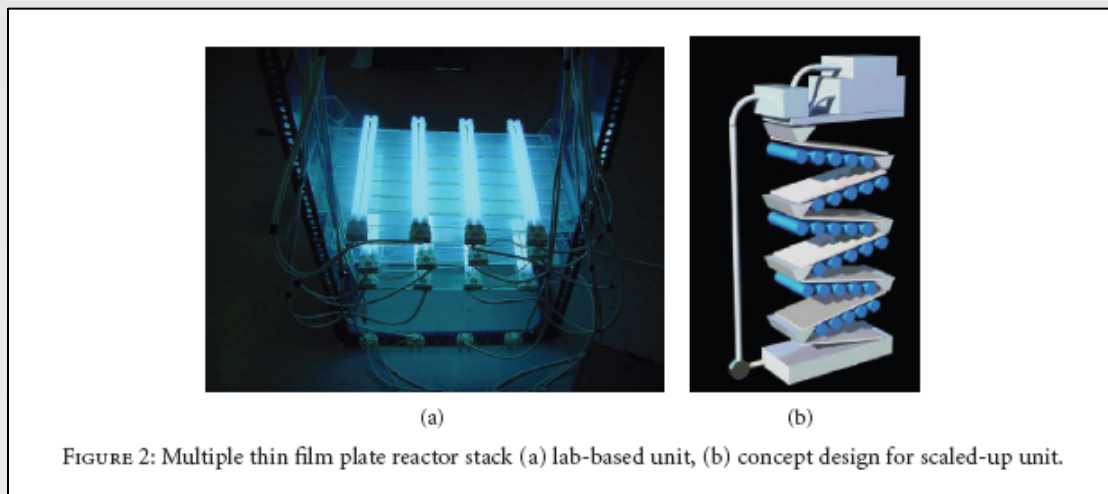 (a)
(b)
FIGURE 2: Multiple thin film plate reactor stack (a) lab-based unit, (b) concept design for scaled-up unit.